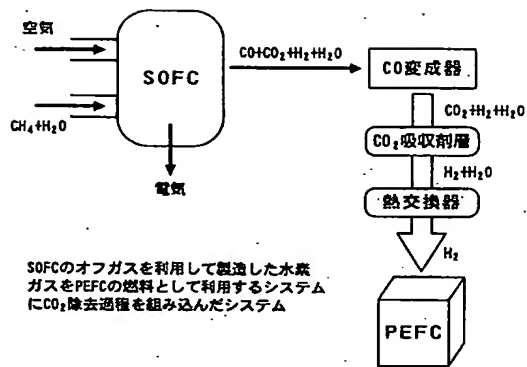 空気
SOFC
CO+CO₂+H₂+H₂O
CO変成器
CH₄+H₂O
電気
CO₂+H₂+H₂O
CO₂吸収剤層
H₂+H₂O
熱交換器
H₂
SOFCのオフガスを利用して製造した水素
ガスをPEFCの燃料として利用するシステム
にCO₂除去過程を組み込んだシステム
PEFC